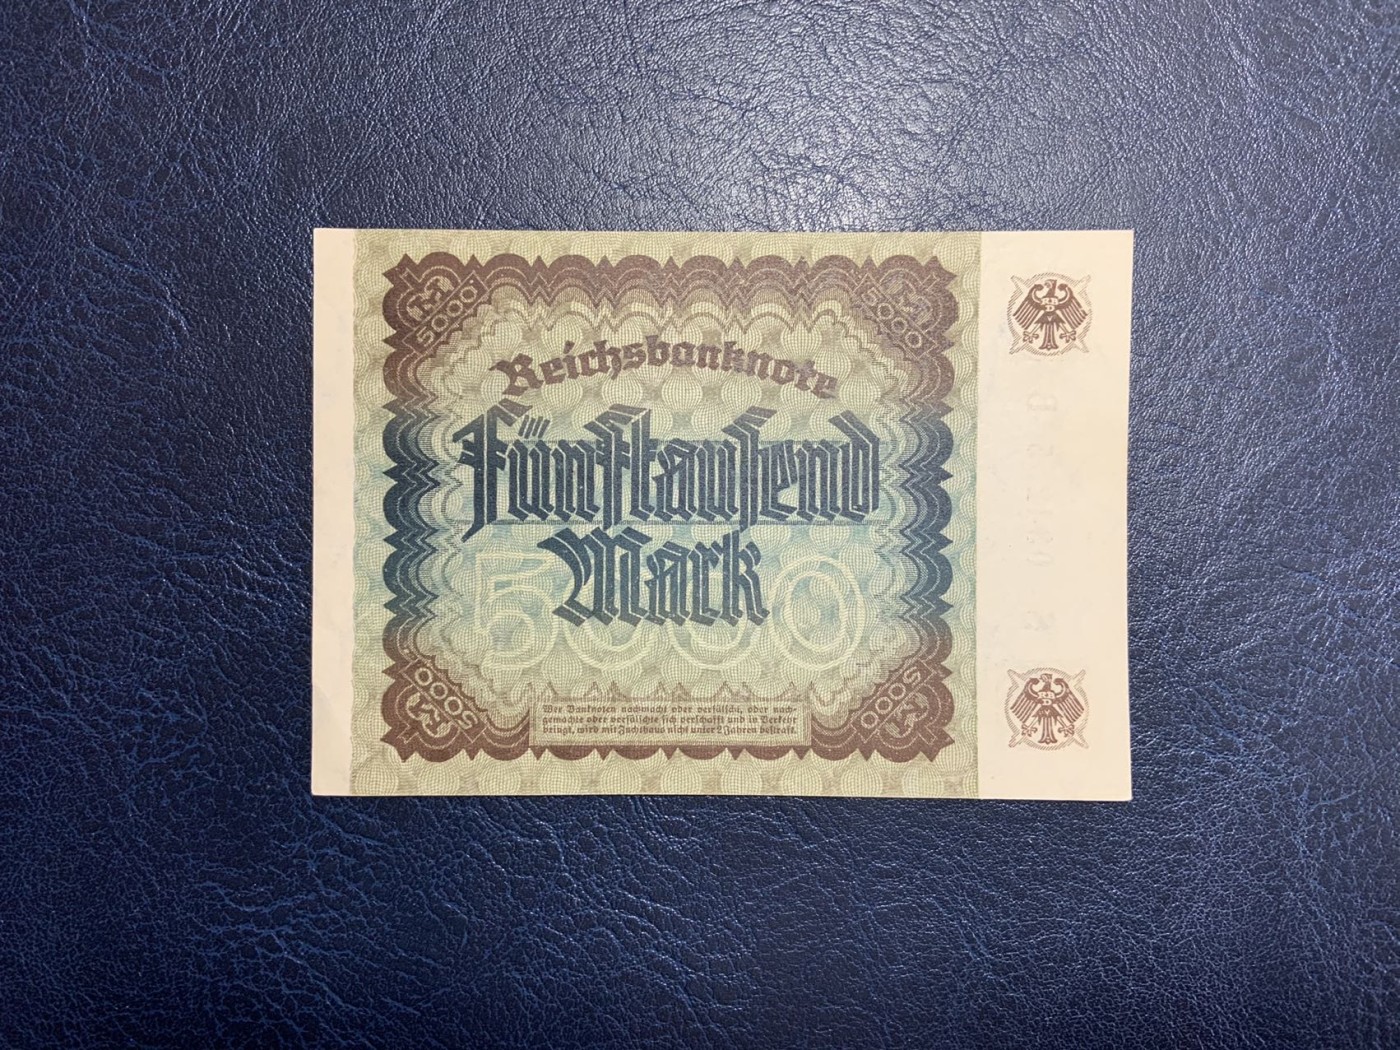 M 5000
M 5000
Reichsbanknote
Fünftausend
Mark
5000
Wer Banknoten nachmacht oder verfälscht, oder nach-
gemachte oder verfälschte sich verschafft und in Verkehr
bringt, wird mit Zuchthaus nicht unter 2 Jahren bestraft.
M 5000
M 5000